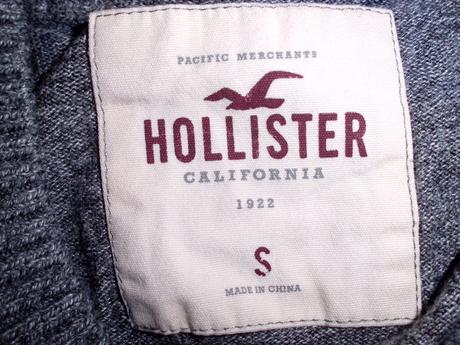 PACIFIC MERCHANTS
HOLLISTER
CALIFORNIA
1922
S
MADE IN CHINA